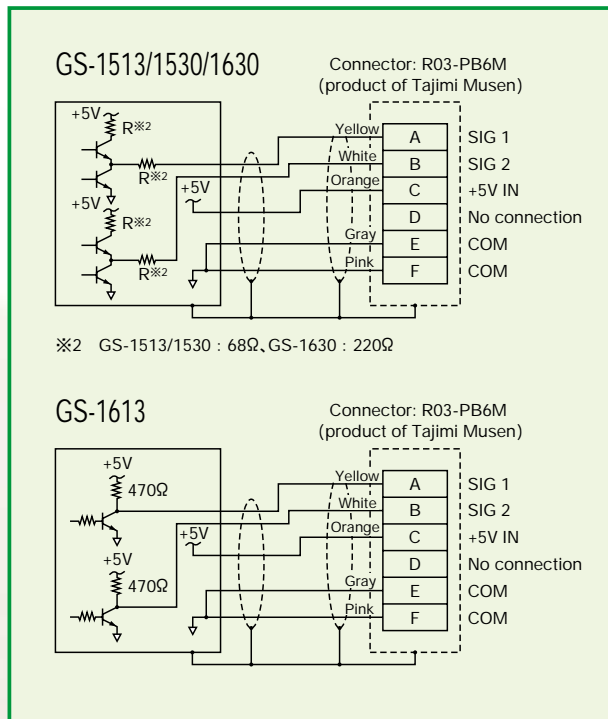 GS-1513/1530/1630
Connector: R03-PB6M
(product of Tajimi Musen)
+5V
R※2
R※2
+5V
+5V
R※2
R※2
Yellow
White
Orange
Gray
Pink
A SIG 1
B SIG 2
C +5V IN
D No connection
E COM
F COM
※2 GS-1513/1530 : 68Ω、GS-1630 : 220Ω
GS-1613
Connector: R03-PB6M
(product of Tajimi Musen)
+5V
470Ω
+5V
+5V
470Ω
Yellow
White
Orange
Gray
Pink
A SIG 1
B SIG 2
C +5V IN
D No connection
E COM
F COM